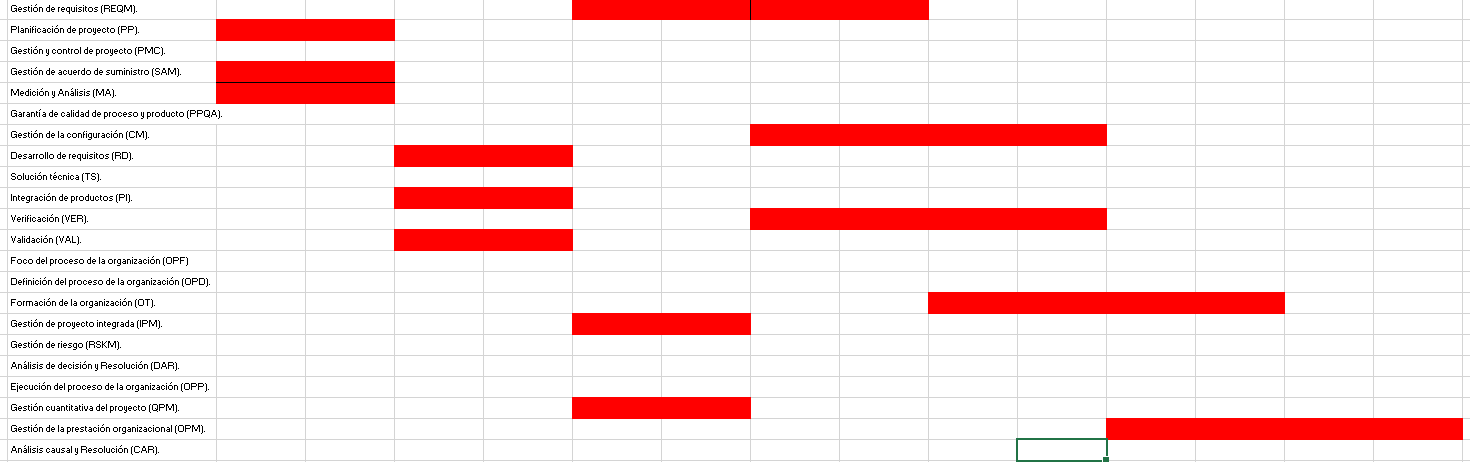 Gestión de requisitos (REQM).
Planificación de proyecto (PP).
Gestión y control de proyecto (PMC).
Gestión de acuerdo de suministro (SAM).
Medición y Análisis (MA).
Garantía de calidad de proceso y producto (PPQA).
Gestión de la configuración (CM).
Desarrollo de requisitos (RD).
Solución técnica (TS).
Integración de productos (PI).
Verificación (VER).
Validación (VAL).
Foco del proceso de la organización (OPF)
Definición del proceso de la organización (OPD).
Formación de la organización (OT).
Gestión de proyecto integrada (IPM).
Gestión de riesgo (RSKM).
Análisis de decisión y Resolución (DAR).
Ejecución del proceso de la organización (OPP).
Gestión cuantitativa del proyecto (QPM).
Gestión de la prestación organizacional (OPM).
Análisis causal y Resolución (CAR).